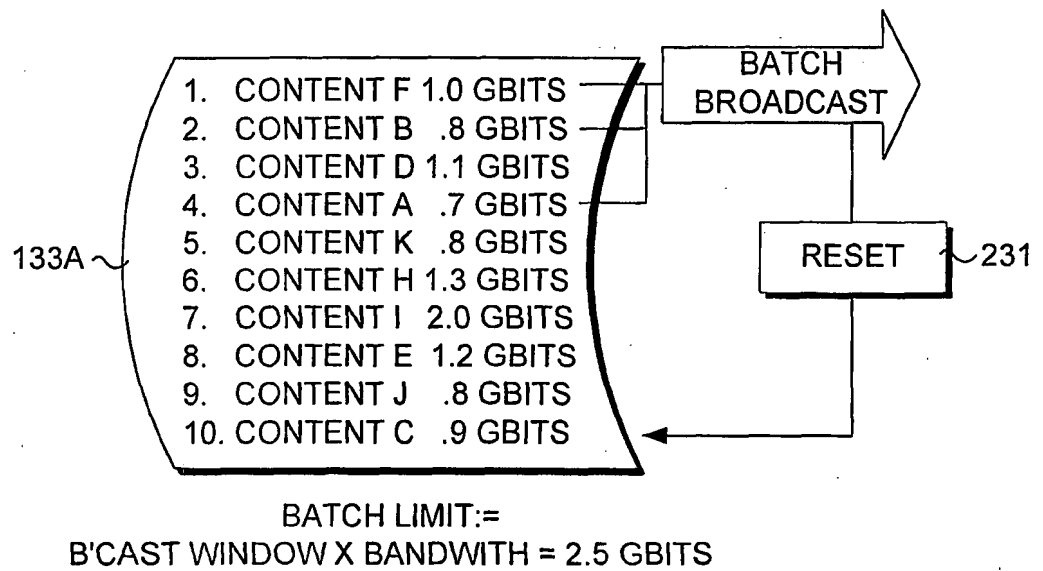 BATCH
BROADCAST
1. CONTENT F 1.0 GBITS
2. CONTENT B .8 GBITS
3. CONTENT D 1.1 GBITS
4. CONTENT A .7 GBITS
5. CONTENT K .8 GBITS
6. CONTENT H 1.3 GBITS
7. CONTENT I 2.0 GBITS
8. CONTENT E 1.2 GBITS
9. CONTENT J .8 GBITS
10. CONTENT C .9 GBITS
133A
RESET
231
BATCH LIMIT:=
B'CAST WINDOW X BANDWITH = 2.5 GBITS